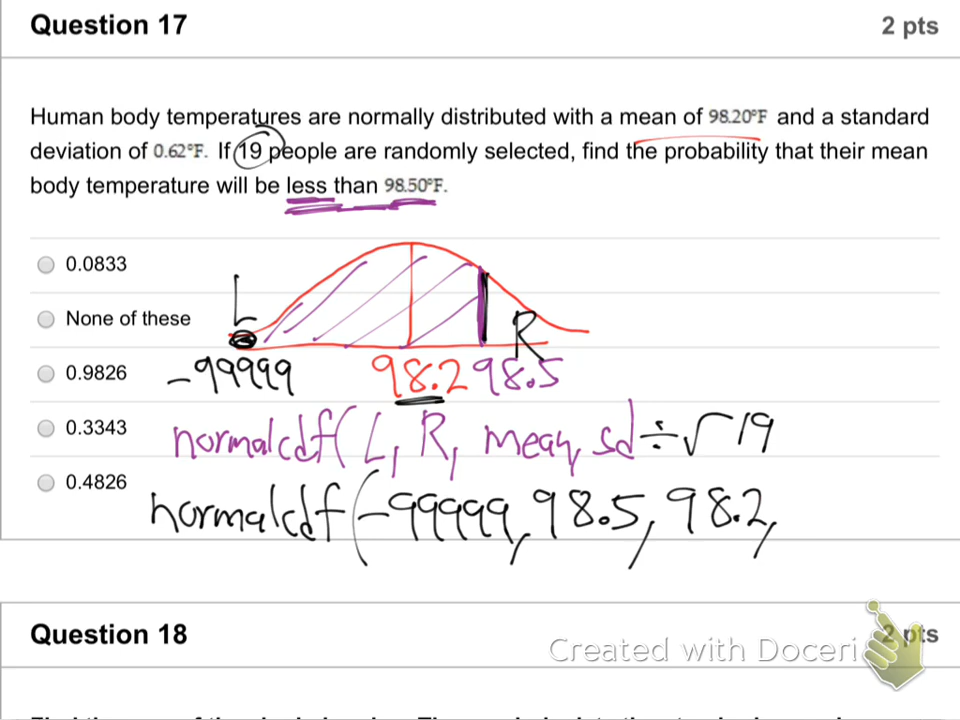 Question 17 2 pts
Human body temperatures are normally distributed with a mean of 98.20°F and a standard
deviation of 0.62°F. If 19 people are randomly selected, find the probability that their mean
body temperature will be less than 98.50°F.
0.0833
None of these
0.9826
0.3343
0.4826
L
R
-99999 98.2 98.5
normalcdf(L, R, mean, sd÷√19
normalcdf(-99999, 98.5, 98.2,
Question 18 2 pts
Created with Doceri